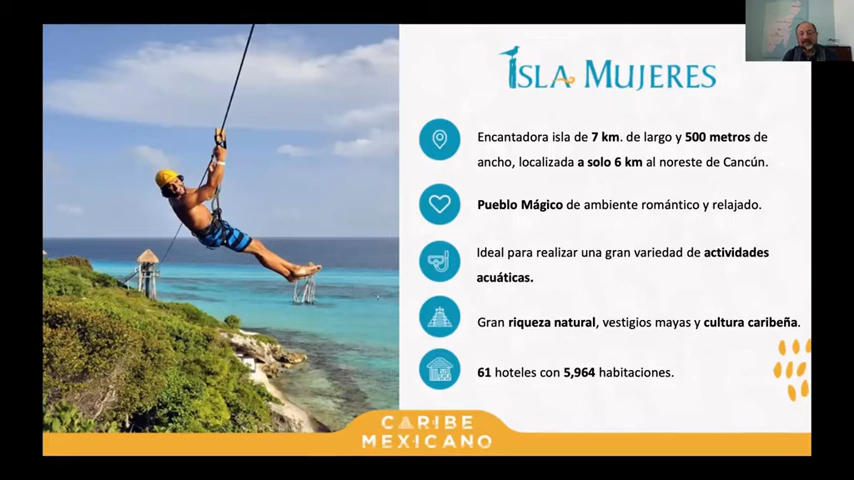 ISLA MUJERES
Encantadora isla de 7 km. de largo y 500 metros de
ancho, localizada a solo 6 km al noreste de Cancún.
Pueblo Mágico de ambiente romántico y relajado.
Ideal para realizar una gran variedad de actividades
acuáticas.
Gran riqueza natural, vestigios mayas y cultura caribeña.
61 hoteles con 5,964 habitaciones.
CARIBE
MEXICANO